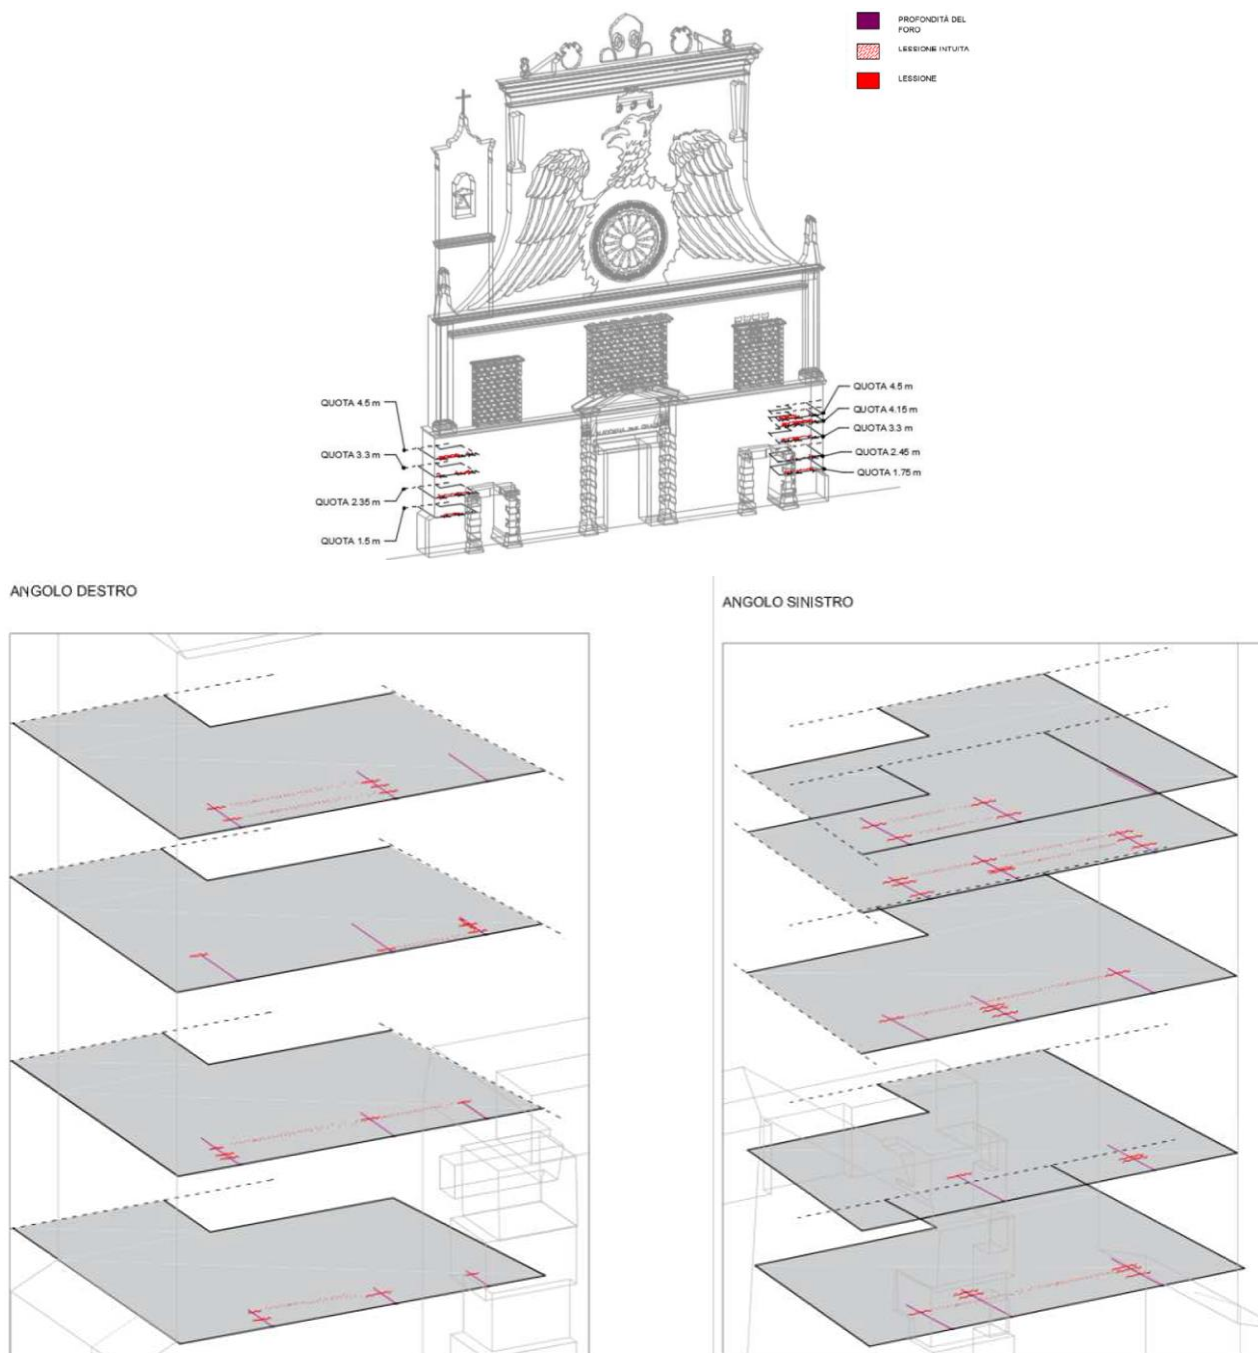 PROFONDITÀ DEL
FORO
LESSIONE INTUITA
LESSIONE
QUOTA 4.5 m
QUOTA 3.3 m
QUOTA 2.35 m
QUOTA 1.5 m
QUOTA 4.5 m
QUOTA 4.15 m
QUOTA 3.3 m
QUOTA 2.45 m
QUOTA 1.75 m
ANGOLO DESTRO
ANGOLO SINISTRO